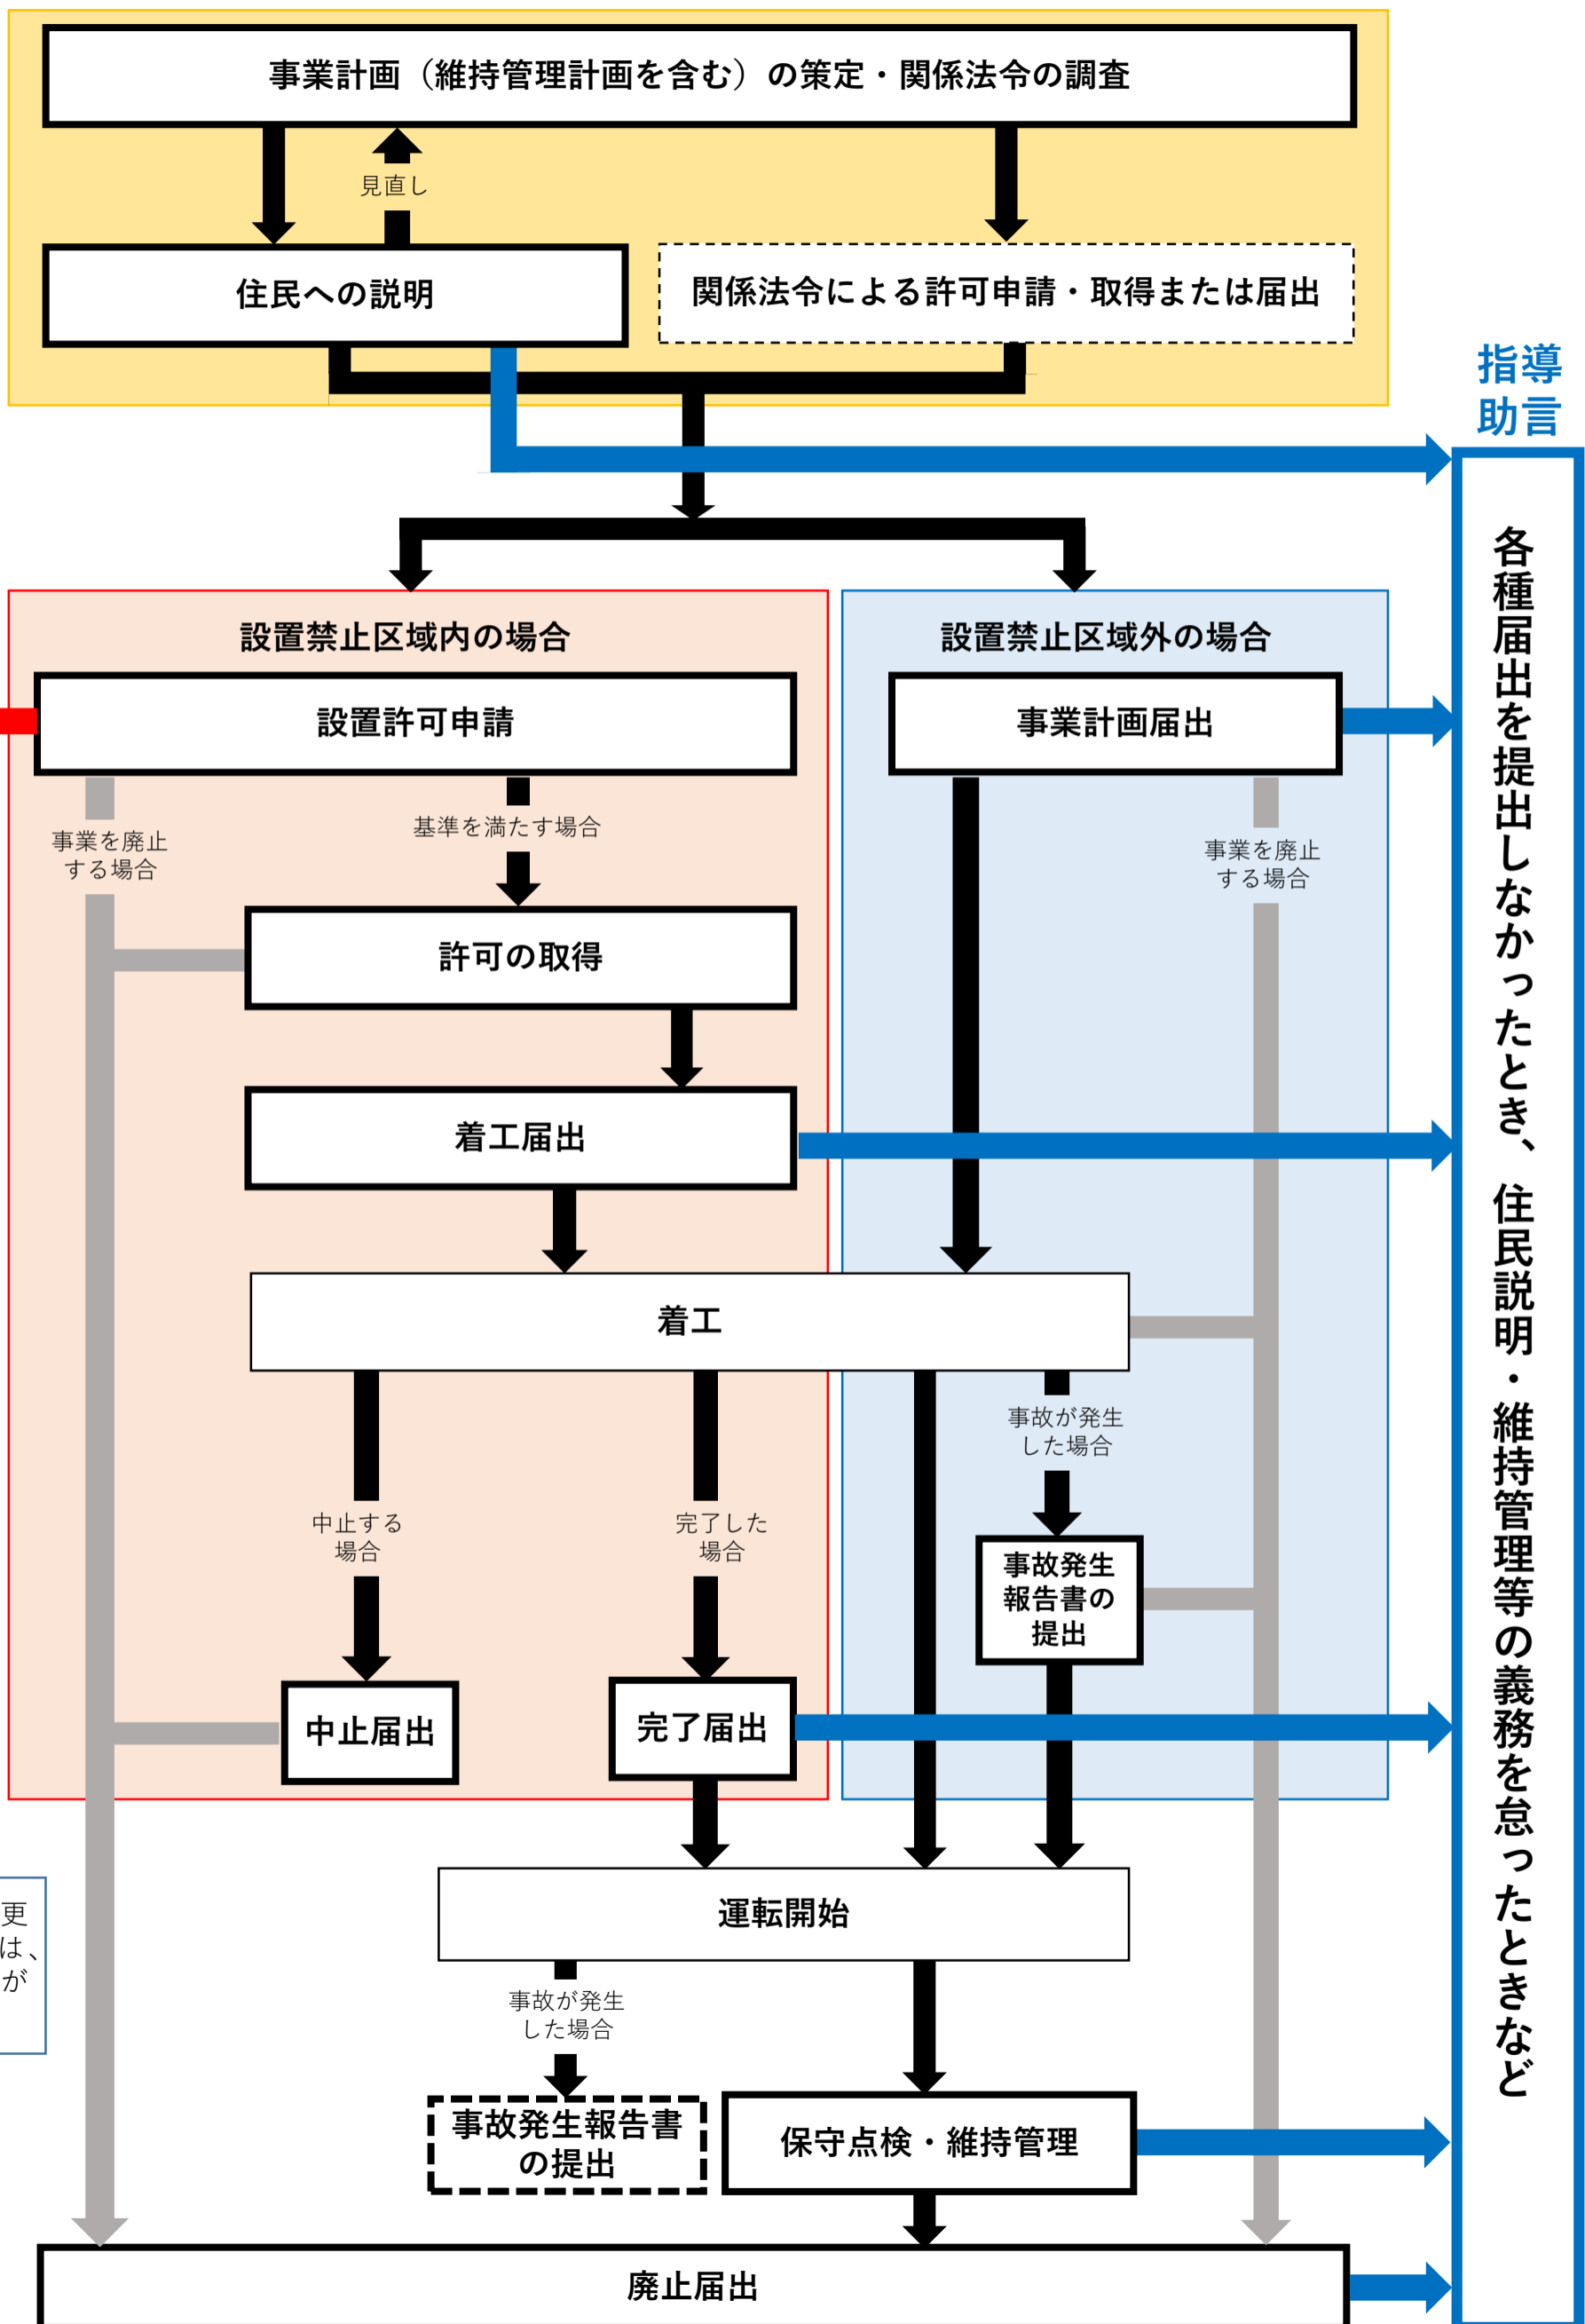 事業計画（維持管理計画を含む）の策定・関係法令の調査
見直し
住民への説明
関係法令による許可申請・取得または届出
指導
助言
各種届出を提出しなかったとき、住民説明・維持管理等の義務を怠ったときなど
設置禁止区域内の場合
設置禁止区域外の場合
設置許可申請
事業計画届出
事業を廃止
する場合
基準を満たす場合
事業を廃止
する場合
許可の取得
着工届出
着工
事故が発生
した場合
中止する
場合
完了した
場合
事故発生
報告書の
提出
中止届出
完了届出
運転開始
更
は、
が
事故が発生
した場合
事故発生報告書
の提出
保守点検・維持管理
廃止届出